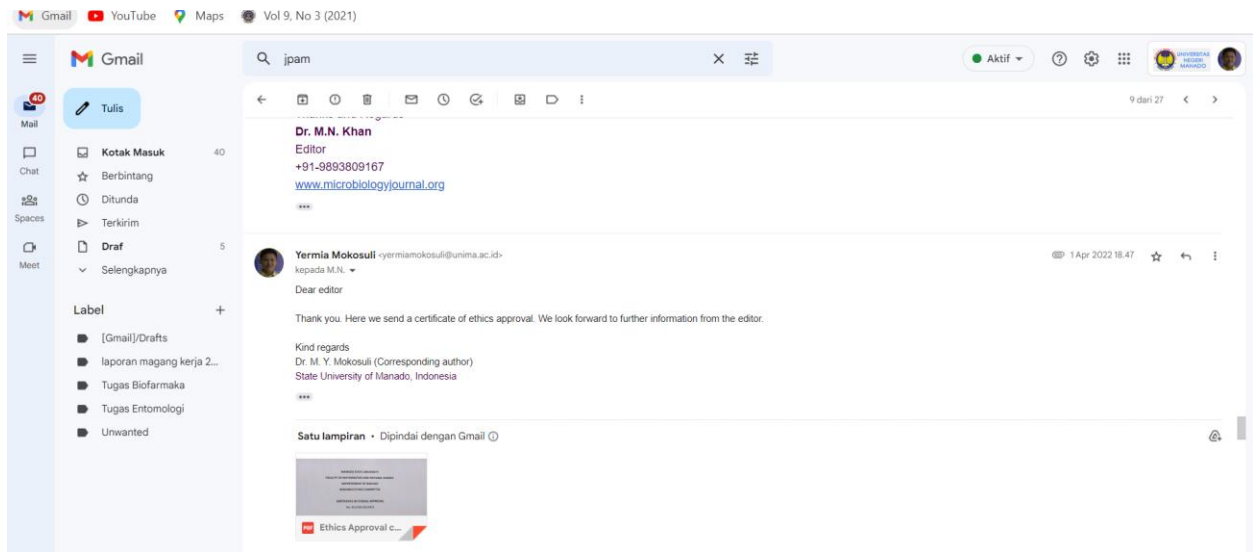 Gmail YouTube Maps Vol 9, No 3 (2021)
Gmail
jpam
Aktif
UNIVERSITAS
NEGERI
MANADO
40
Mail
Chat
Spaces
Meet
Tulis
Kotak Masuk 40
Berbintang
Ditunda
Terkirim
Draf 5
Selengkapnya
Label
[Gmail]/Drafts
laporan magang kerja 2...
Tugas Biofarmaka
Tugas Entomologi
Unwanted
9 dari 27
Dr. M.N. Khan
Editor
+91-9893809167
www.microbiologyjournal.org
Yermia Mokosuli <yermiamokosuli@unima.ac.id>
1 Apr 2022 18.47
kepada M.N.
Dear editor
Thank you. Here we send a certificate of ethics approval. We look forward to further information from the editor.
Kind regards
Dr. M. Y. Mokosuli (Corresponding author)
State University of Manado, Indonesia
Satu lampiran • Dipindai dengan Gmail
PDF Ethics Approval c...